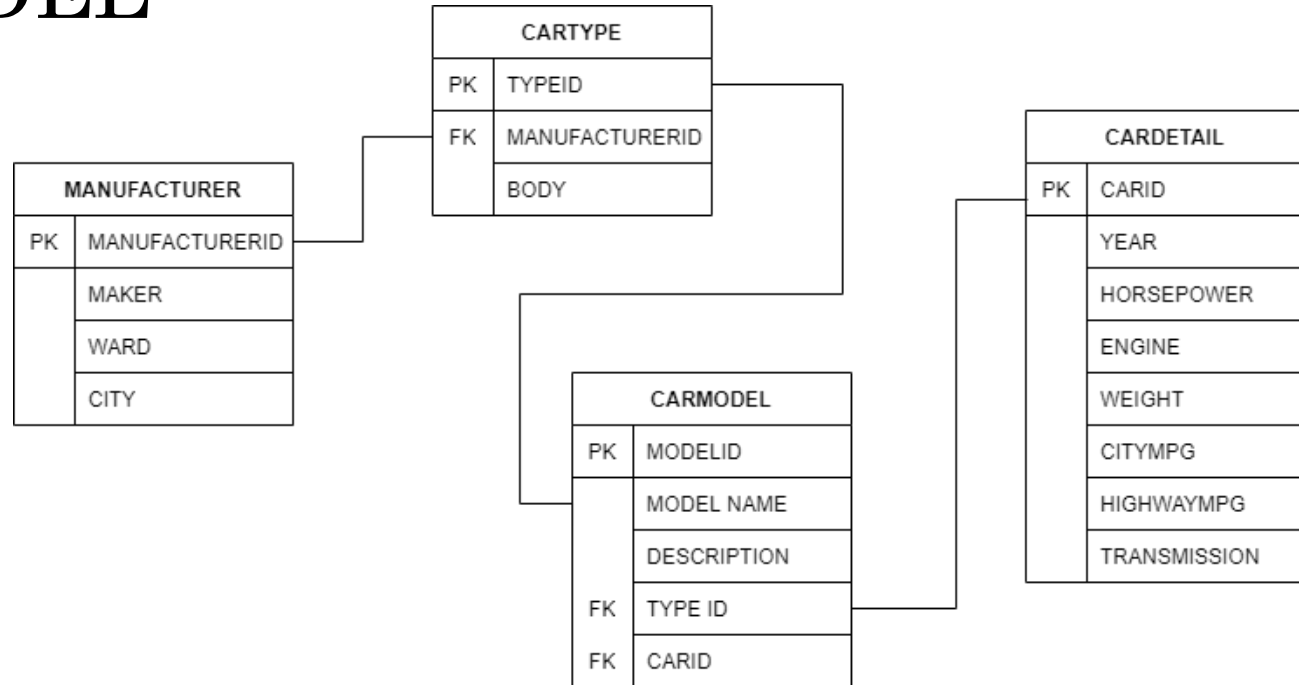 DEL
CARTYPE
PK TYPEID
FK MANUFACTURERID
BODY
MANUFACTURER
PK MANUFACTURERID
MAKER
WARD
CITY
CARMODEL
PK MODELID
MODEL NAME
DESCRIPTION
FK TYPE ID
FK CARID
CARDETAIL
PK CARID
YEAR
HORSEPOWER
ENGINE
WEIGHT
CITYMPG
HIGHWAYMPG
TRANSMISSION